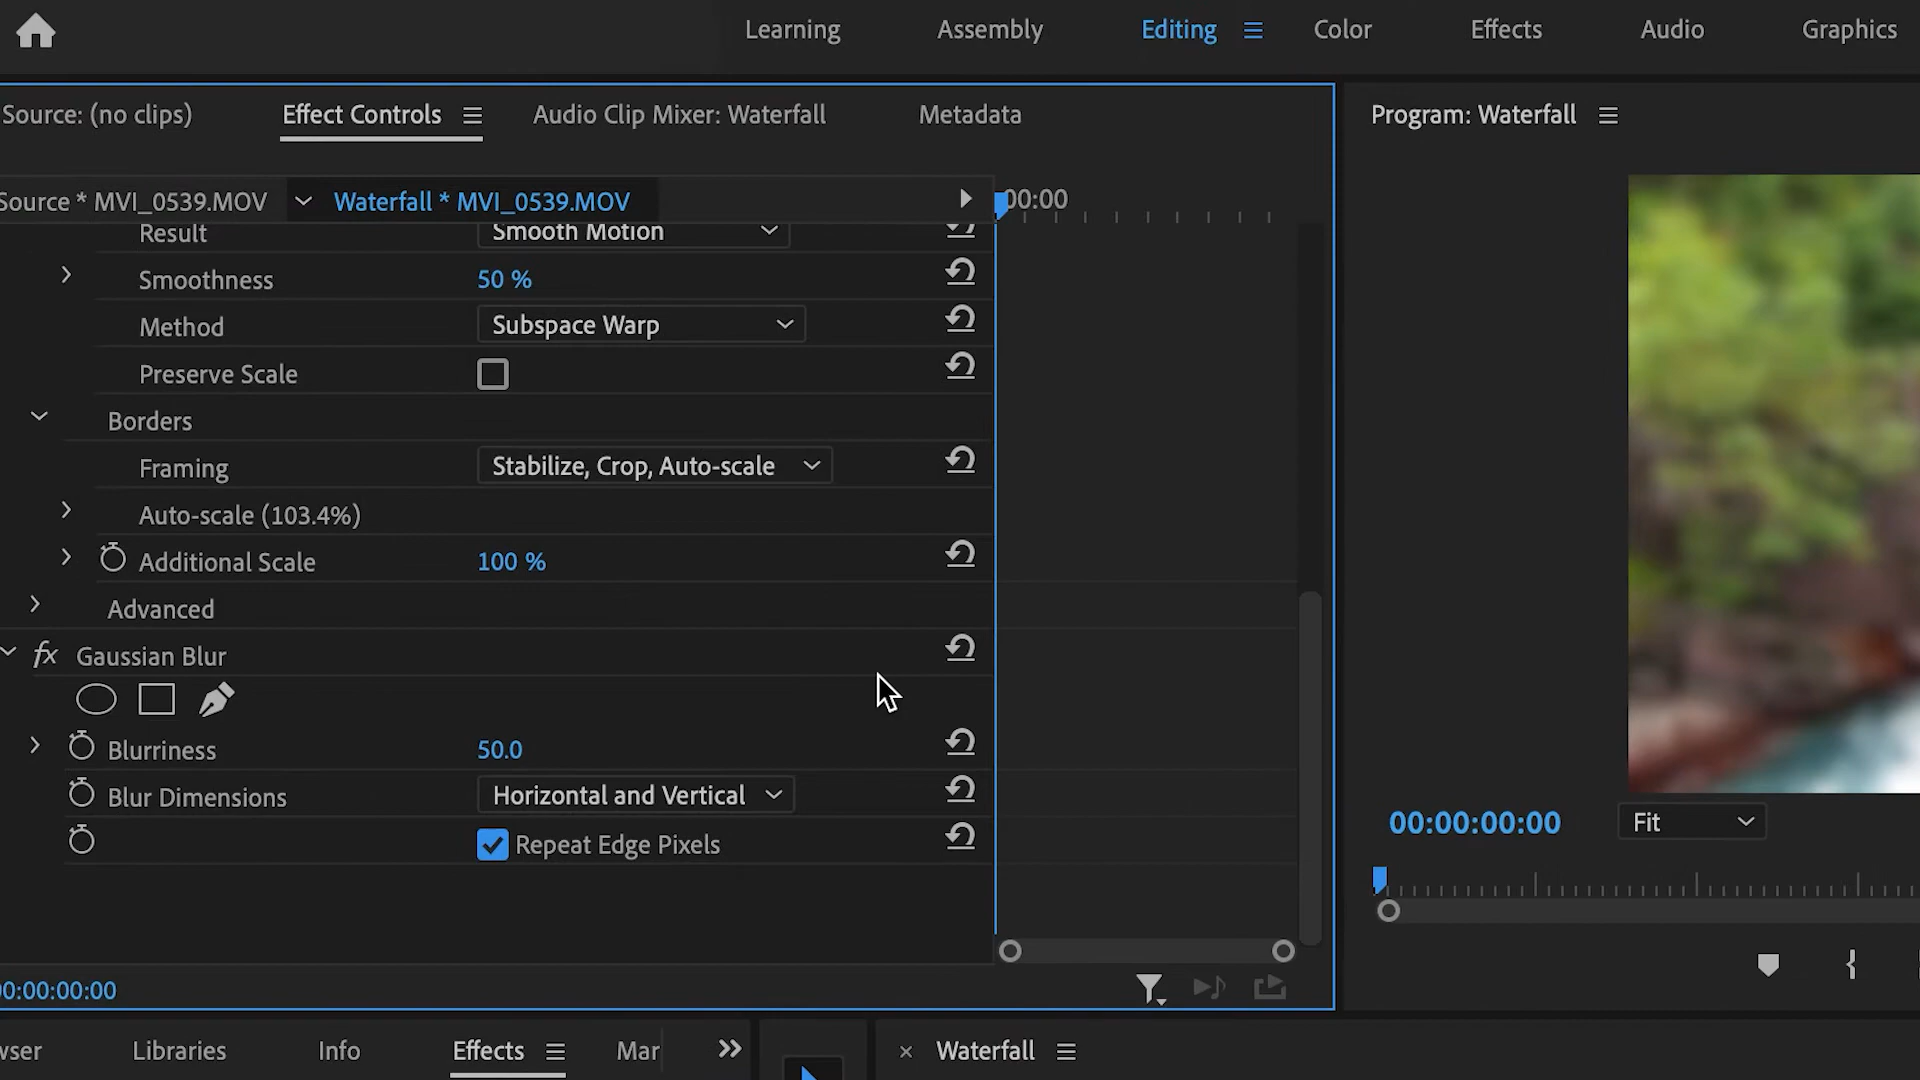 Learning Assembly Editing Color Effects Audio Graphics
Source: (no clips) Effect Controls Audio Clip Mixer: Waterfall Metadata Program: Waterfall
Source * MVI_0539.MOV Waterfall * MVI_0539.MOV 00:00
Result Smooth Motion
Smoothness 50 %
Method Subspace Warp
Preserve Scale
Borders
Framing Stabilize, Crop, Auto-scale
Auto-scale (103.4%)
Additional Scale 100 %
Advanced
fx Gaussian Blur
Blurriness 50.0
Blur Dimensions Horizontal and Vertical
Repeat Edge Pixels
00:00:00:00 Fit
00:00:00:00
wser Libraries Info Effects Mar Waterfall